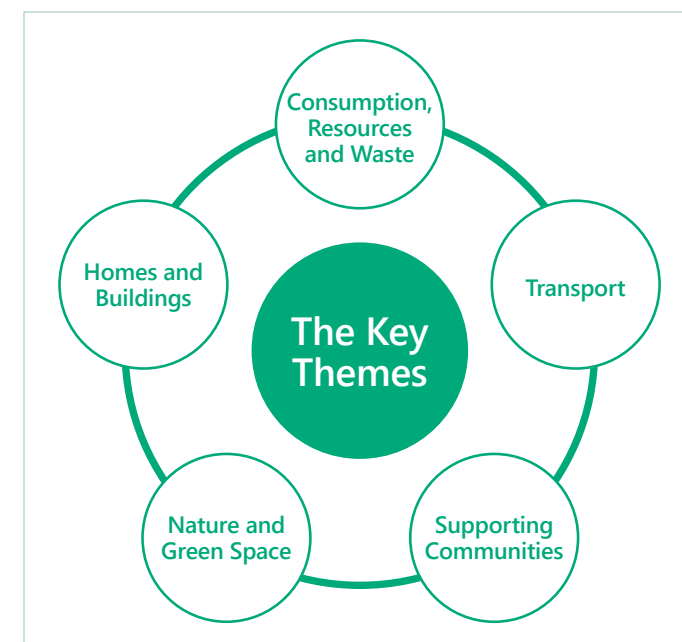 Consumption,
Resources
and Waste
Homes and
Buildings
Transport
The Key
Themes
Nature and
Green Space
Supporting
Communities